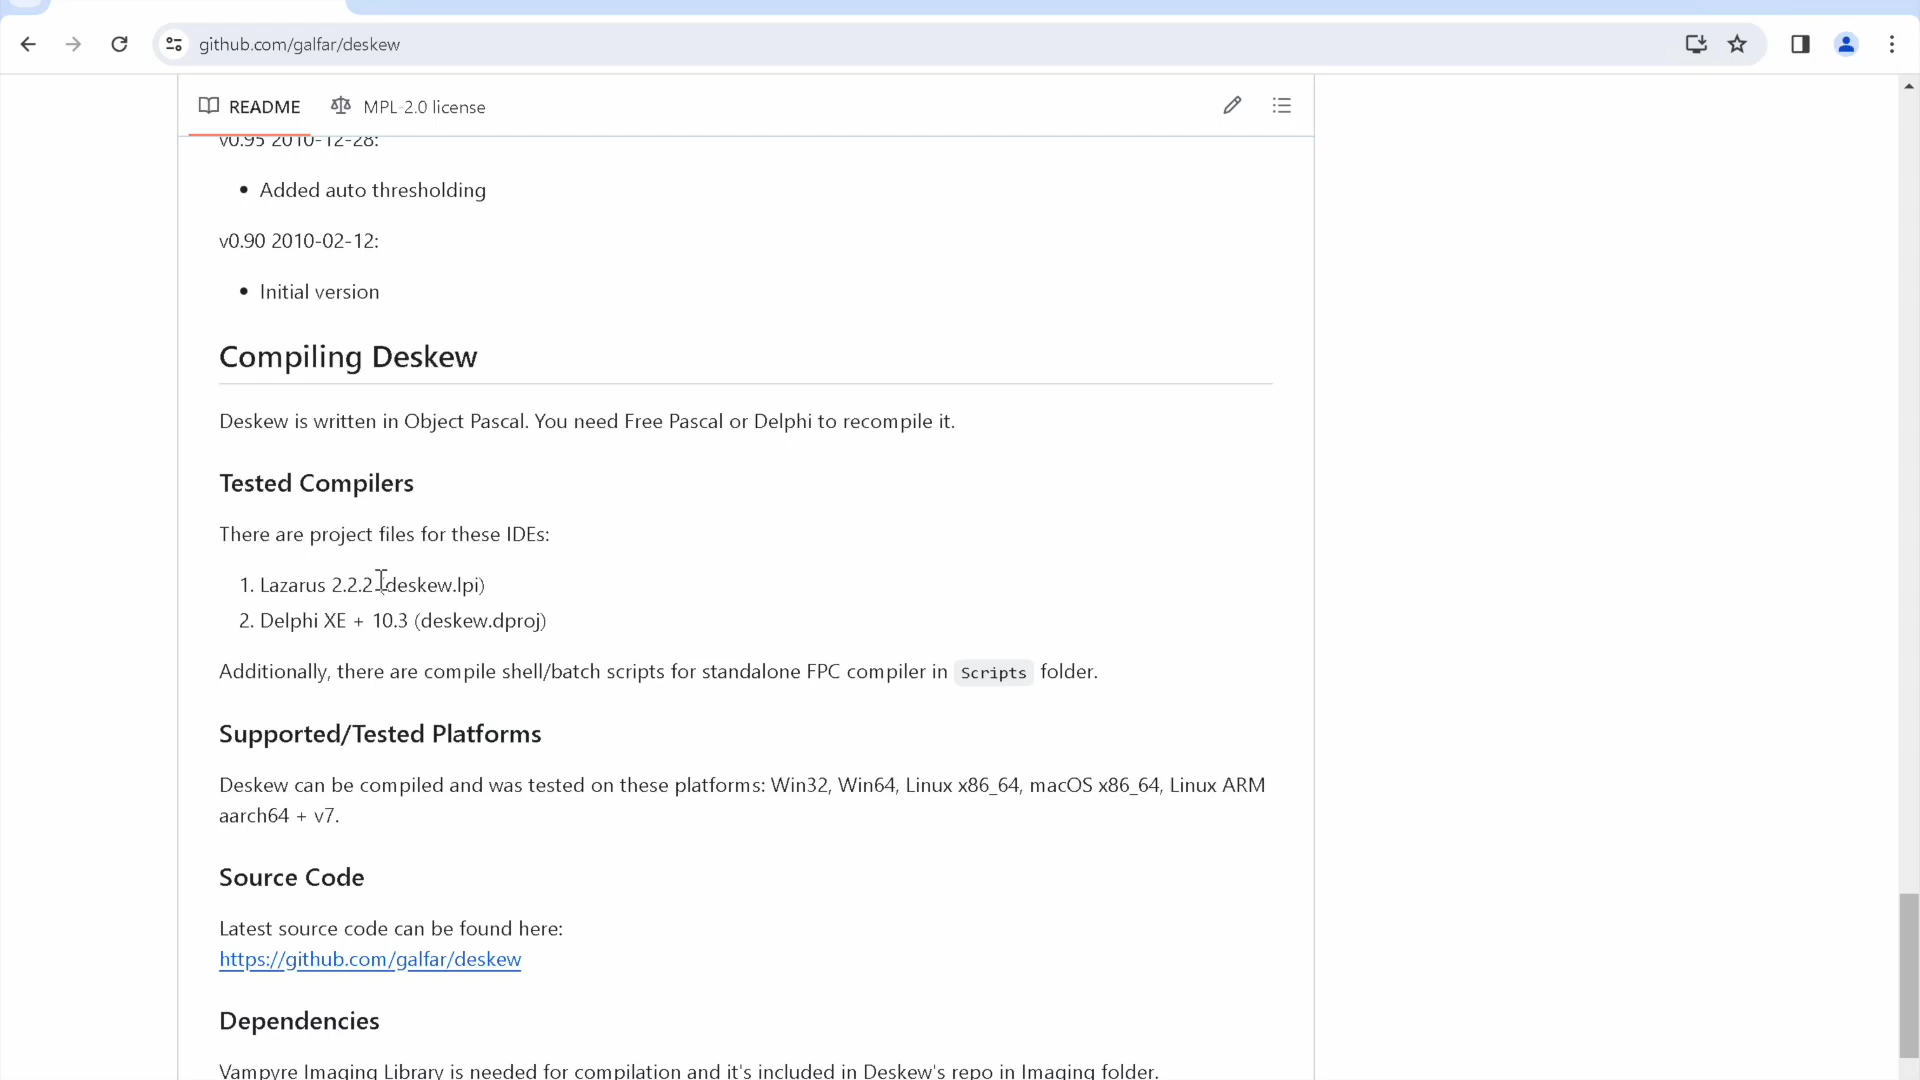 github.com/galfar/deskew
README
MPL-2.0 license
v0.95 2010-12-28:
• Added auto thresholding
v0.90 2010-02-12:
• Initial version
Compiling Deskew
Deskew is written in Object Pascal. You need Free Pascal or Delphi to recompile it.
Tested Compilers
There are project files for these IDEs:
1. Lazarus 2.2.2 (deskew.lpi)
2. Delphi XE + 10.3 (deskew.dproj)
Additionally, there are compile shell/batch scripts for standalone FPC compiler in Scripts folder.
Supported/Tested Platforms
Deskew can be compiled and was tested on these platforms: Win32, Win64, Linux x86_64, macOS x86_64, Linux ARM
aarch64 + v7.
Source Code
Latest source code can be found here:
https://github.com/galfar/deskew
Dependencies
Vampyre Imaging Library is needed for compilation and it's included in Deskew's repo in Imaging folder.